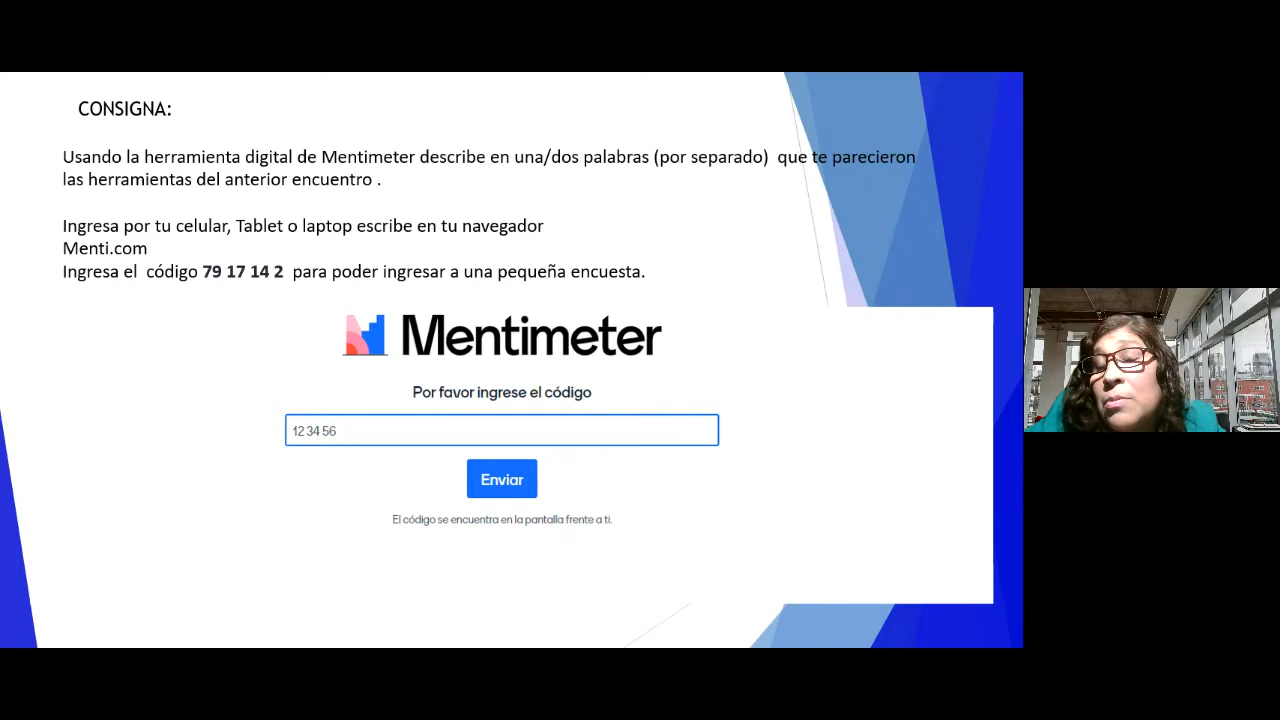 CONSIGNA:
Usando la herramienta digital de Mentimeter describe en una/dos palabras (por separado)  que te parecieron
las herramientas del anterior encuentro .
Ingresa por tu celular, Tablet o laptop escribe en tu navegador
Menti.com
Ingresa el  código 79 17 14 2  para poder ingresar a una pequeña encuesta.
Mentimeter
Por favor ingrese el código
12 34 56
Enviar
El código se encuentra en la pantalla frente a ti.